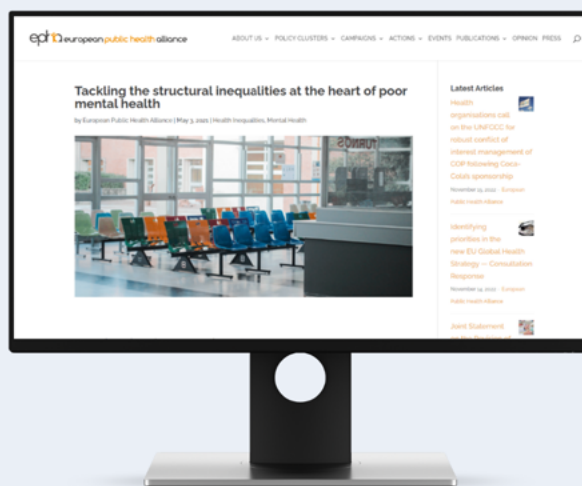 epha european public health alliance
ABOUT US POLICY CLUSTERS CAMPAIGNS ACTIONS EVENTS PUBLICATIONS OPINION PRESS
Tackling the structural inequalities at the heart of poor
mental health
by European Public Health Alliance | May 3, 2021 | Health Inequalities, Mental Health
TURNOS
Latest Articles
Health
organisations call
on the UNFCCC for
robust conflict of
interest management of
COP following Coca-
Cola's sponsorship
November 15, 2022 European
Public Health Alliance
Identifying
priorities in the
new EU Global Health
Strategy — Consultation
Response
November 14, 2022 European
Public Health Alliance
Joint Statement